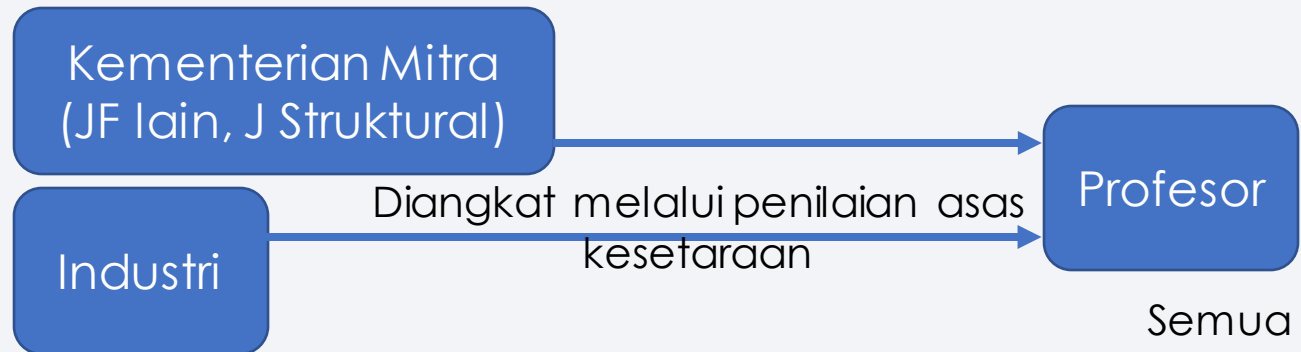 Kementerian Mitra
(JF lain, J Struktural)
Diangkat melalui penilaian asas
kesetaraan
Profesor
Industri
Semua